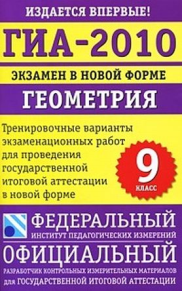 ИЗДАЕТСЯ ВПЕРВЫЕ!
ГИА-2010
ЭКЗАМЕН В НОВОЙ ФОРМЕ
ГЕОМЕТРИЯ
Тренировочные варианты
экзаменационных работ
для проведения
государственной
итоговой аттестации
в новой форме
9
КЛАСС
ФЕДЕРАЛЬНЫЙ
ИНСТИТУТ ПЕДАГОГИЧЕСКИХ ИЗМЕРЕНИЙ
ОФИЦИАЛЬНЫЙ
РАЗРАБОТЧИК КОНТРОЛЬНЫХ ИЗМЕРИТЕЛЬНЫХ МАТЕРИАЛОВ
для ГОСУДАРСТВЕННОЙ ИТОГОВОЙ АТТЕСТАЦИИ